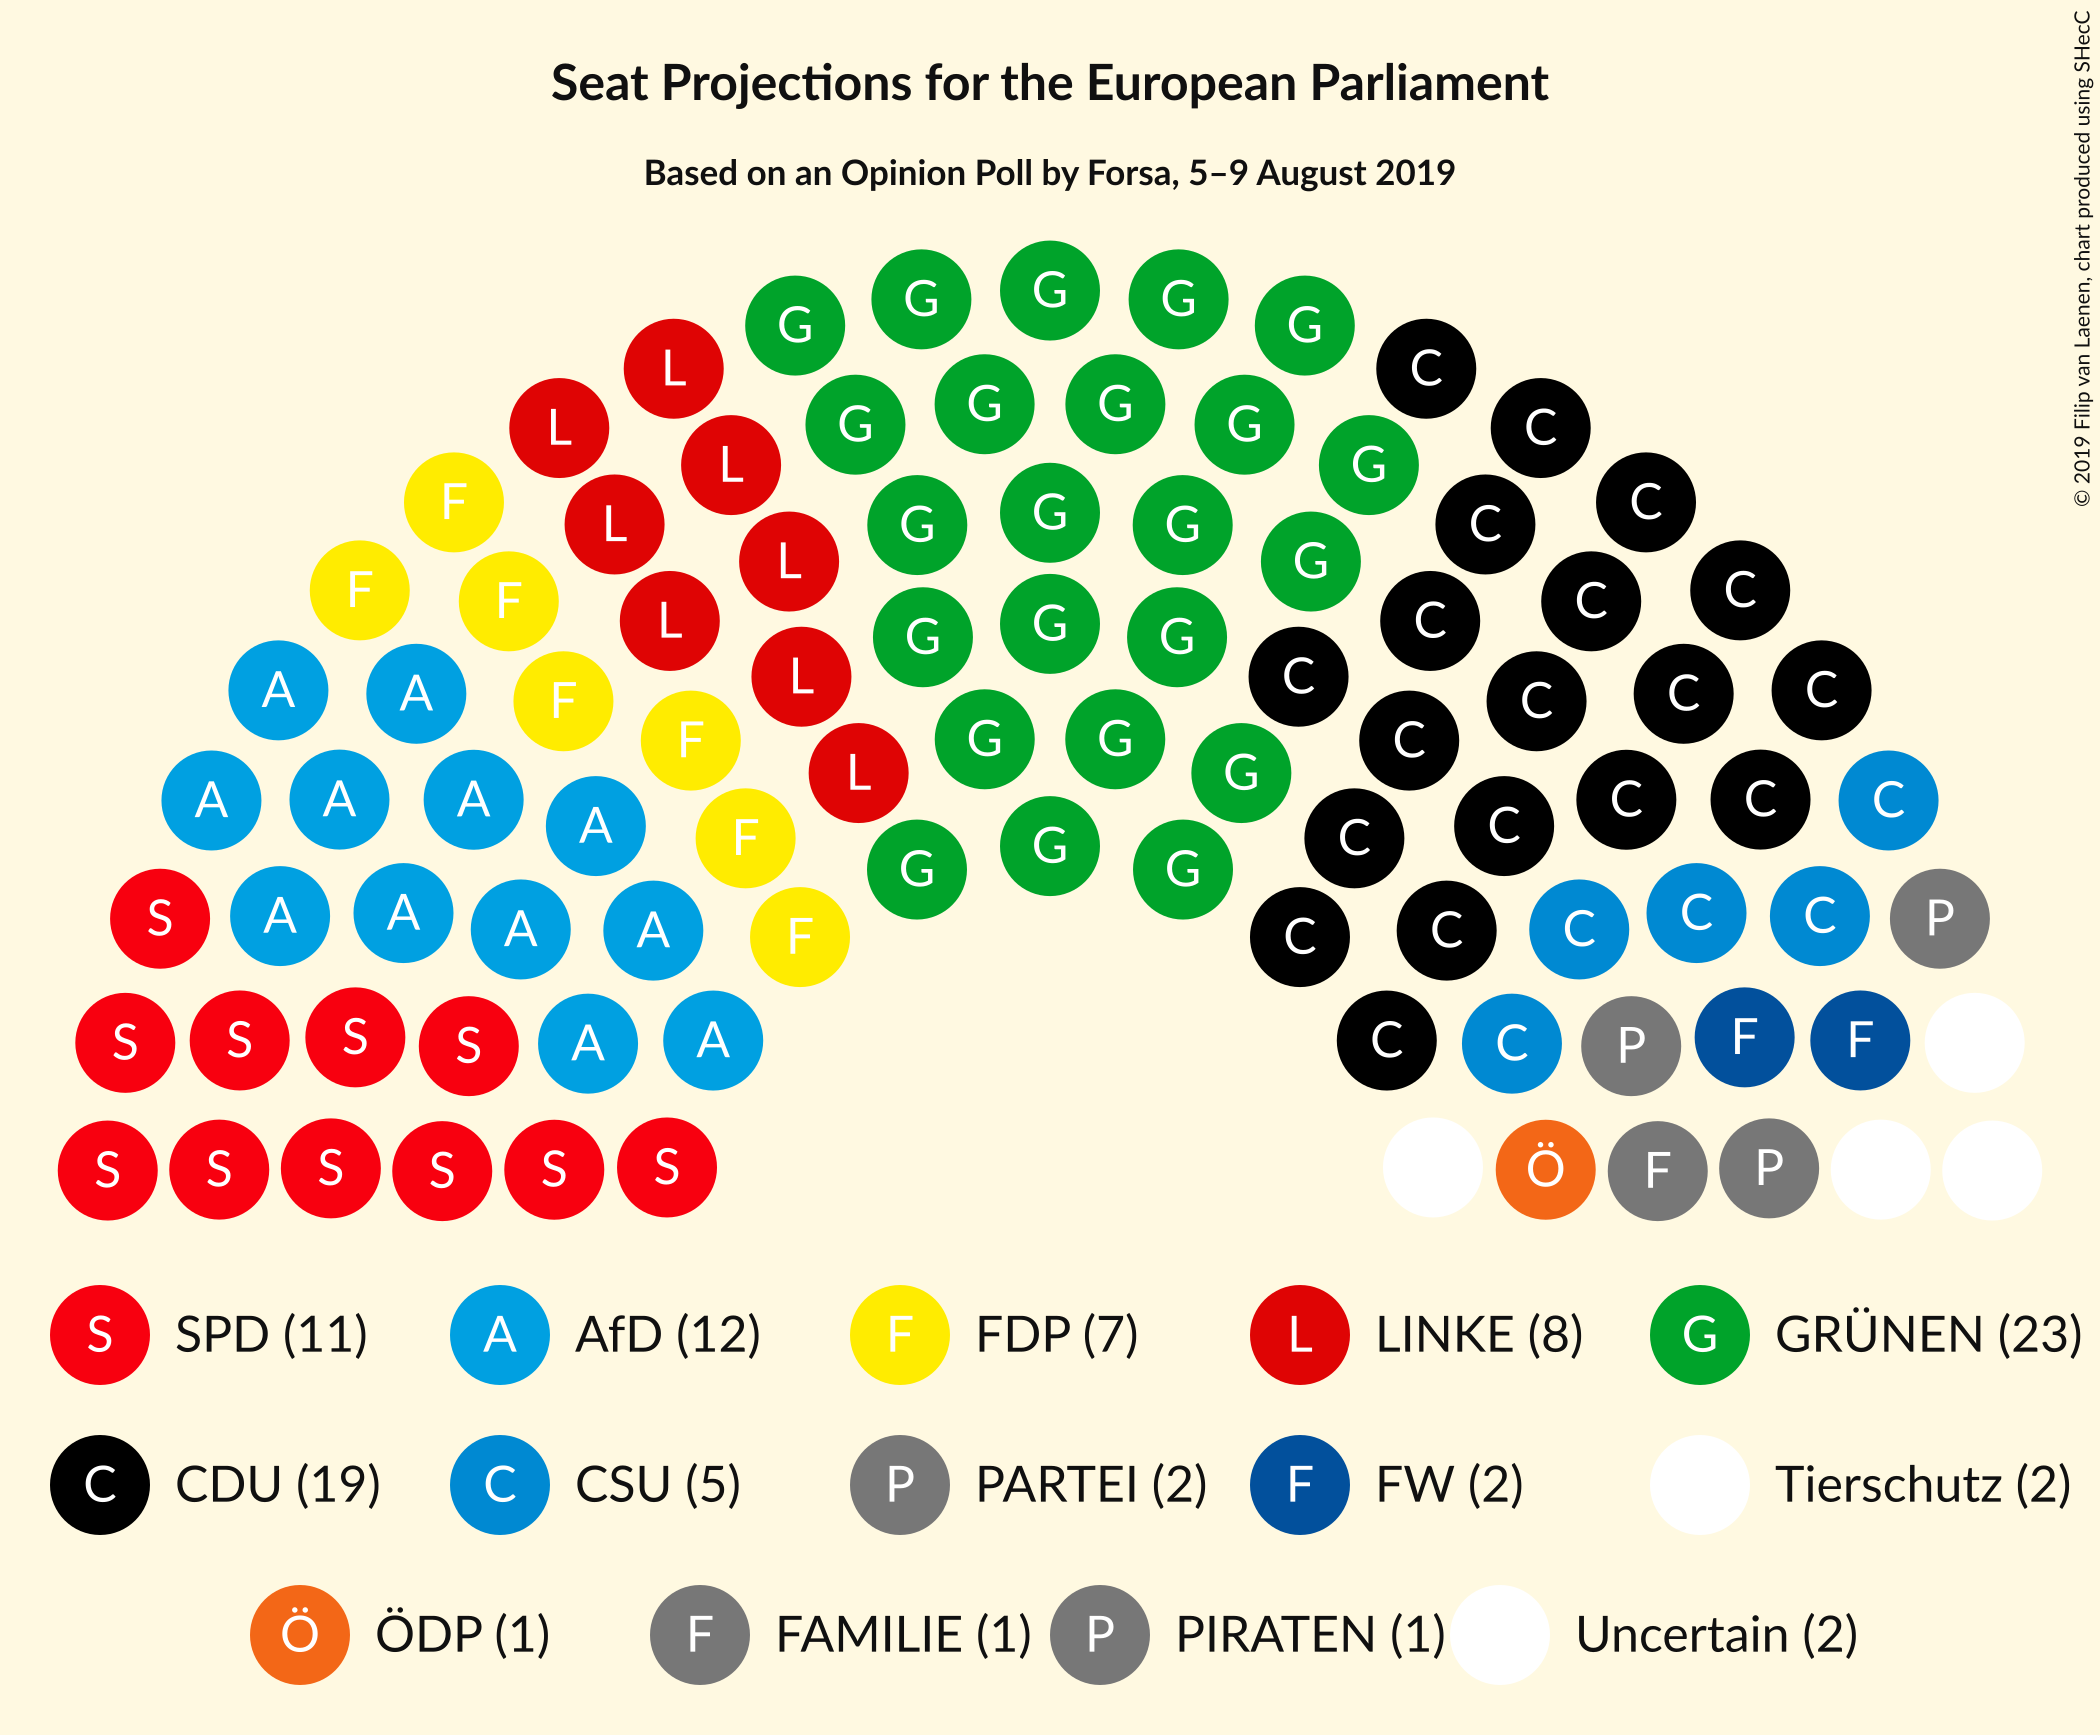 Seat Projections for the European Parliament
Based on an Opinion Poll by Forsa, 5–9 August 2019
© 2019 Filip van Laenen, chart produced using SHecC
G G G G G
L G G G G C
L L G G G G G C C
F L L G G G G C C C
F F L L G G G C C C C
A A F F L G G G C C C C C
A A A A F G G G C C C C C
S A A A A F C C C C C P
S S S S A A C C P F F
S S S S S S Ö F P
S SPD (11) A AfD (12) F FDP (7) L LINKE (8) G GRÜNEN (23)
C CDU (19) C CSU (5) P PARTEI (2) F FW (2) Tierschutz (2)
Ö ÖDP (1) F FAMILIE (1) P PIRATEN (1) Uncertain (2)